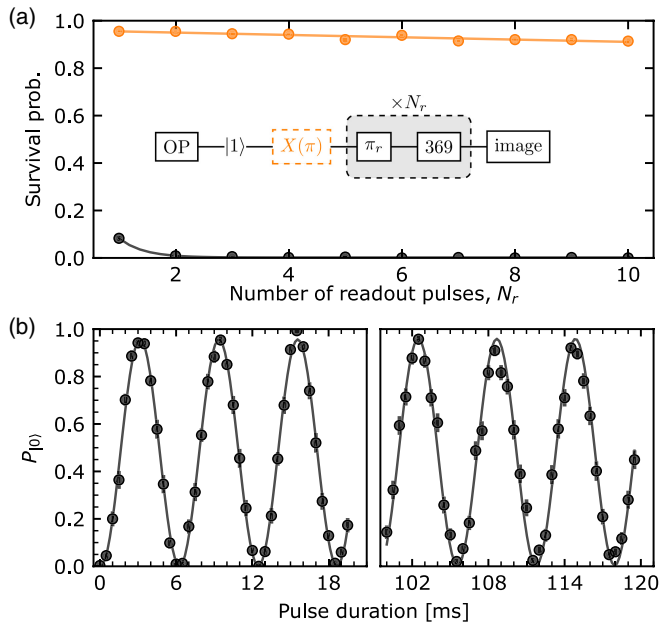 (a)
1.0
0.8
0.6
0.4
0.2
0.0
Survival prob.
×N_r
OP |1⟩ X(π) π_r 369 image
2 4 6 8 10
Number of readout pulses, N_r
(b)
1.0
0.8
0.6
0.4
0.2
0.0
P_|0⟩
0 6 12 18 102 108 114 120
Pulse duration [ms]